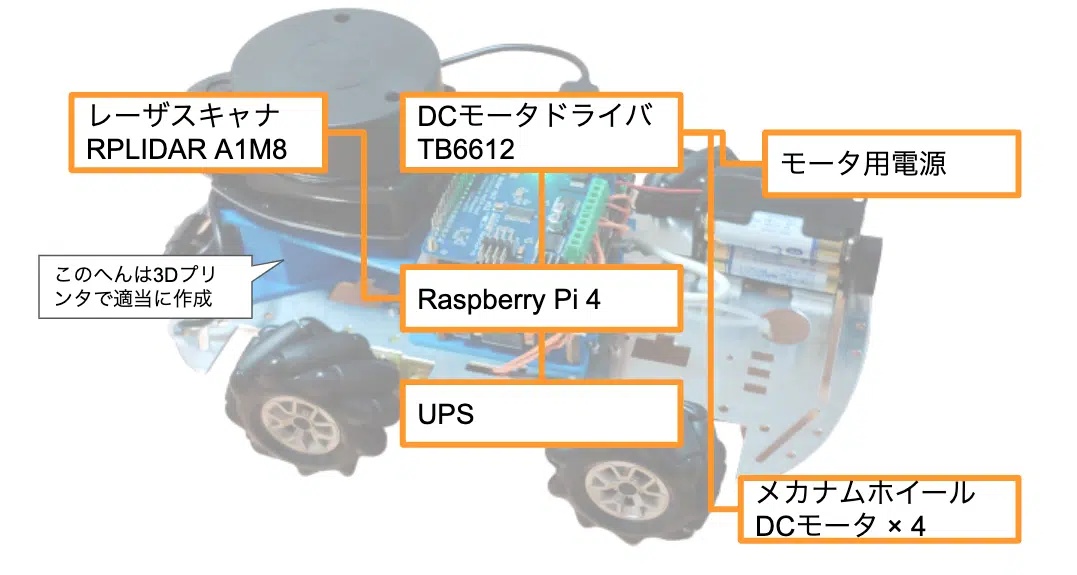 レーザスキャナ
RPLIDAR A1M8
DCモータドライバ
TB6612
モータ用電源
このへんは3Dプリ
ンタで適当に作成
Raspberry Pi 4
UPS
メカナムホイール
DCモータ × 4